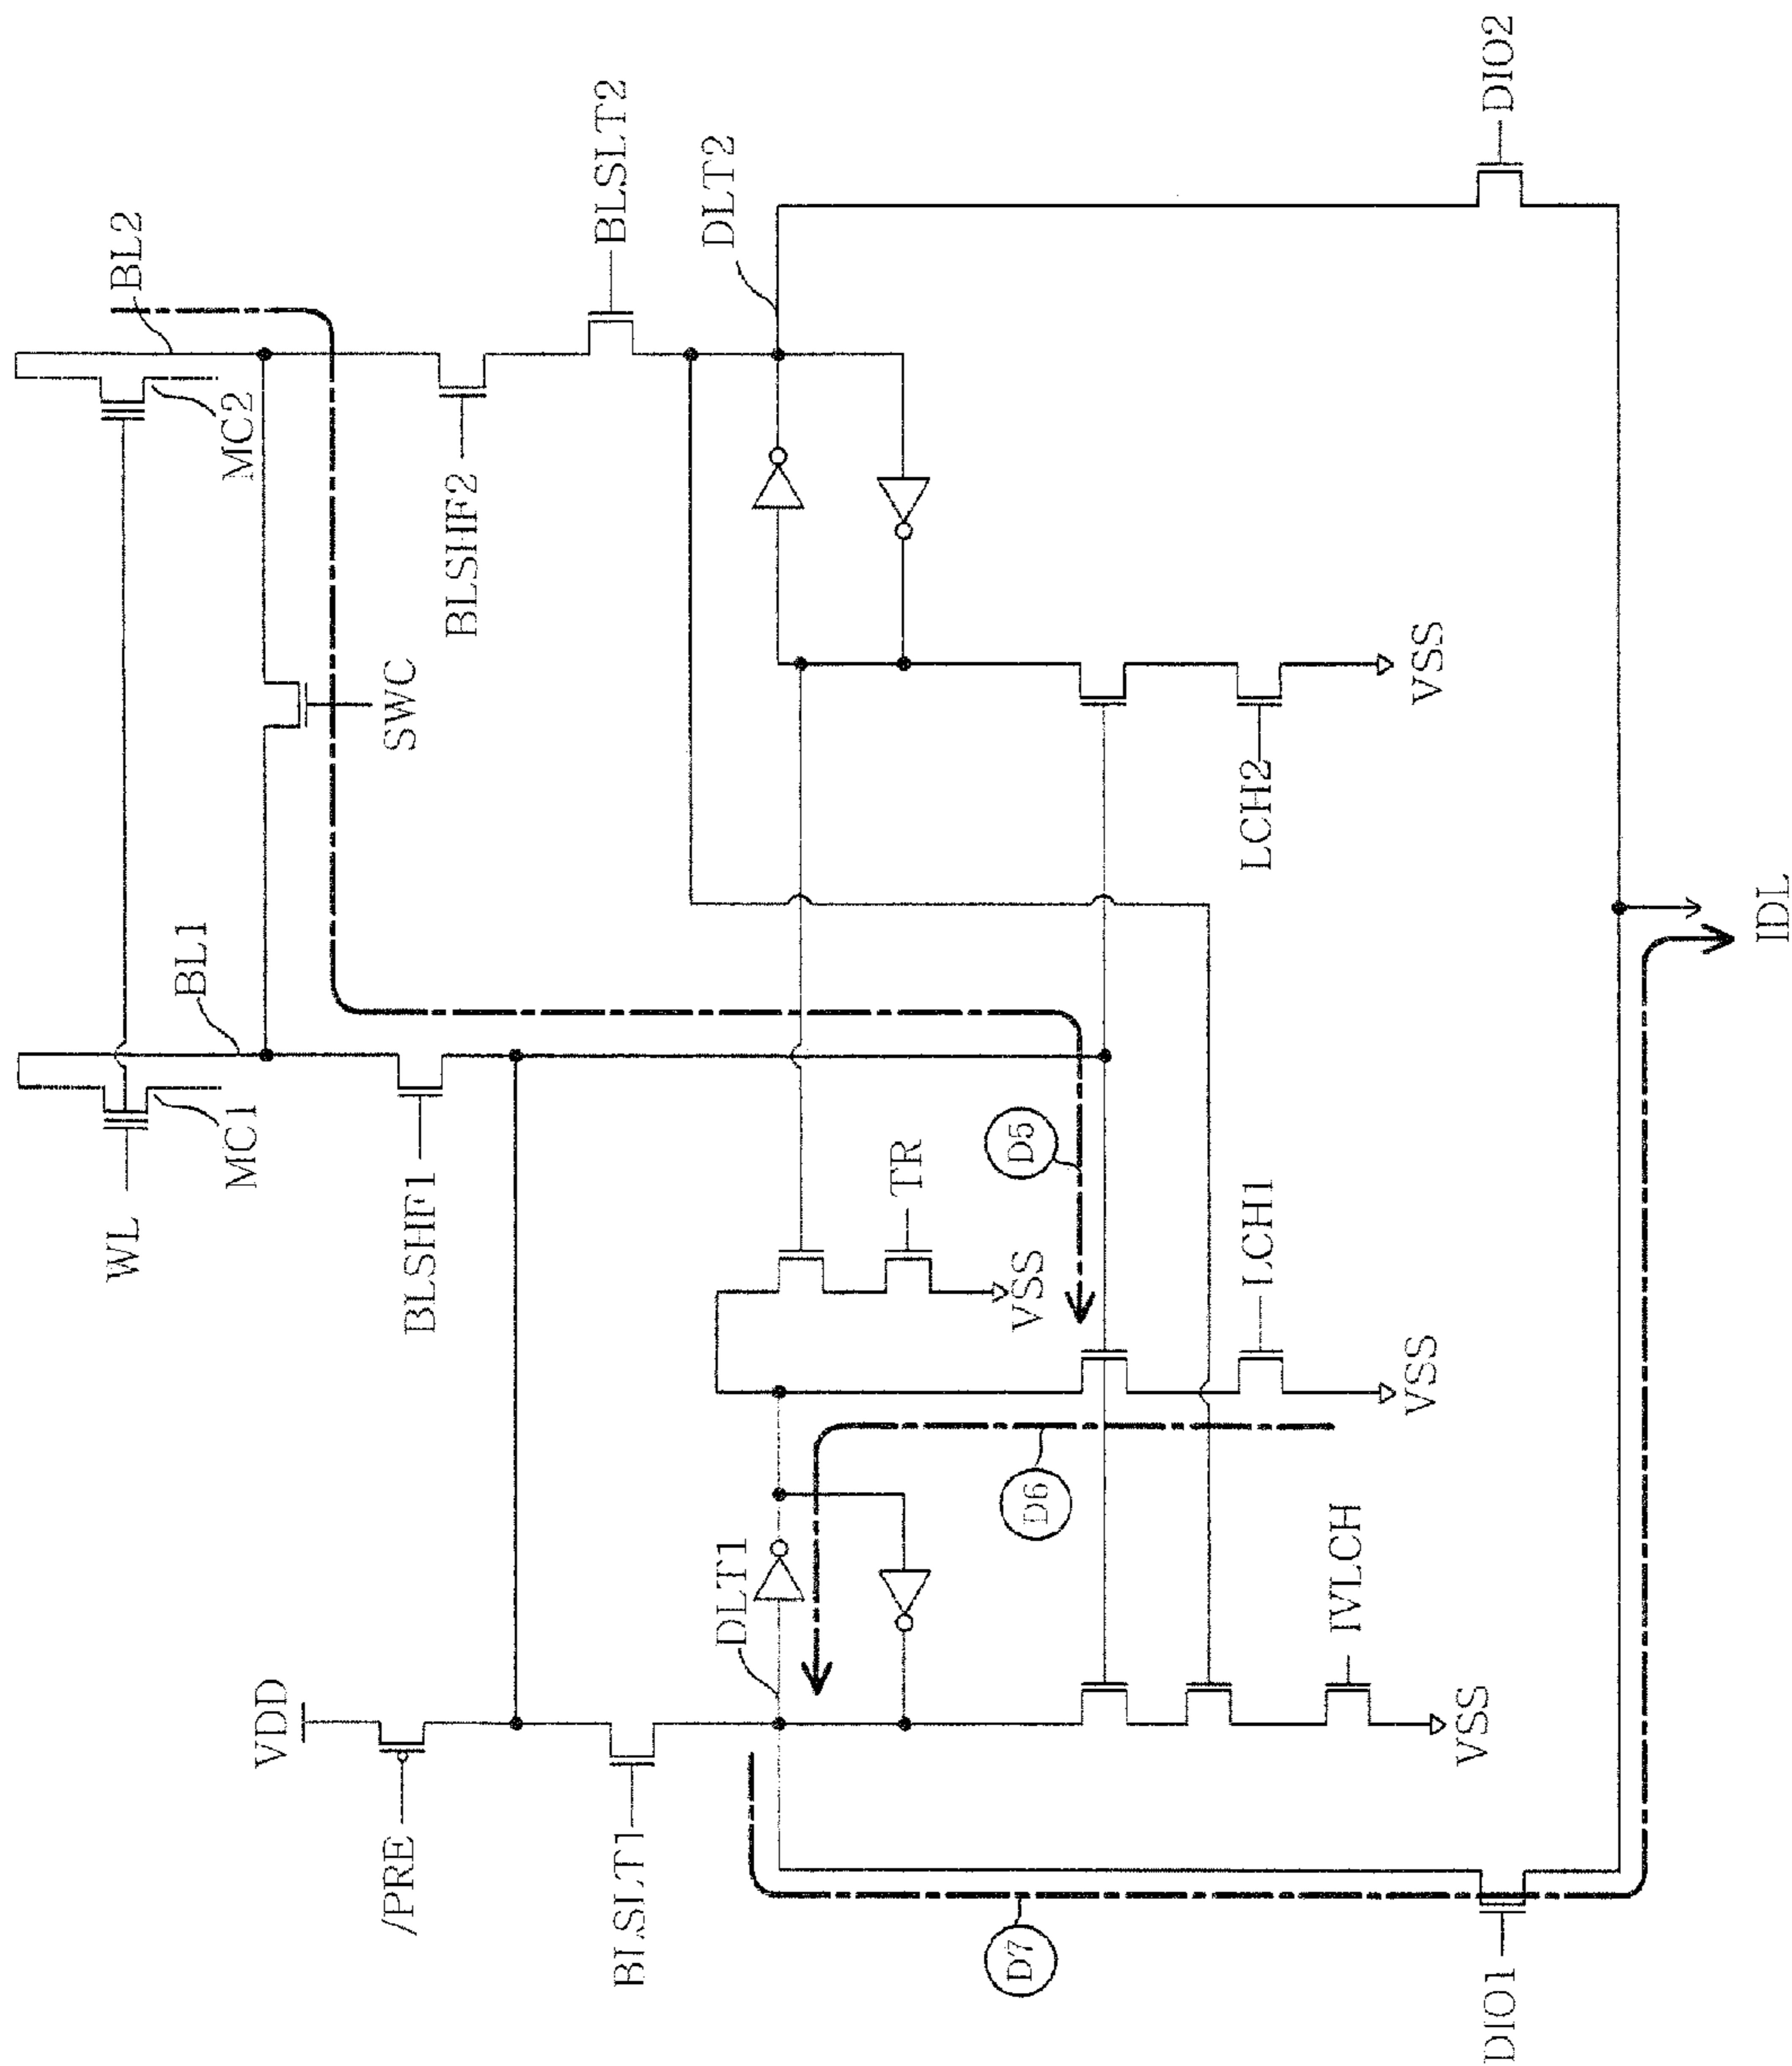 WL
MC1
BL1
MC2
BL2
SWC
VDD
/PRE
BLSHF1
BLSHF2
BLSLT1
BLSLT2
DLT1
DLT2
TR
VSS
D5
D6
D7
LCH1
LCH2
IVLCH
VSS
VSS
VSS
DIO1
DIO2
IDL